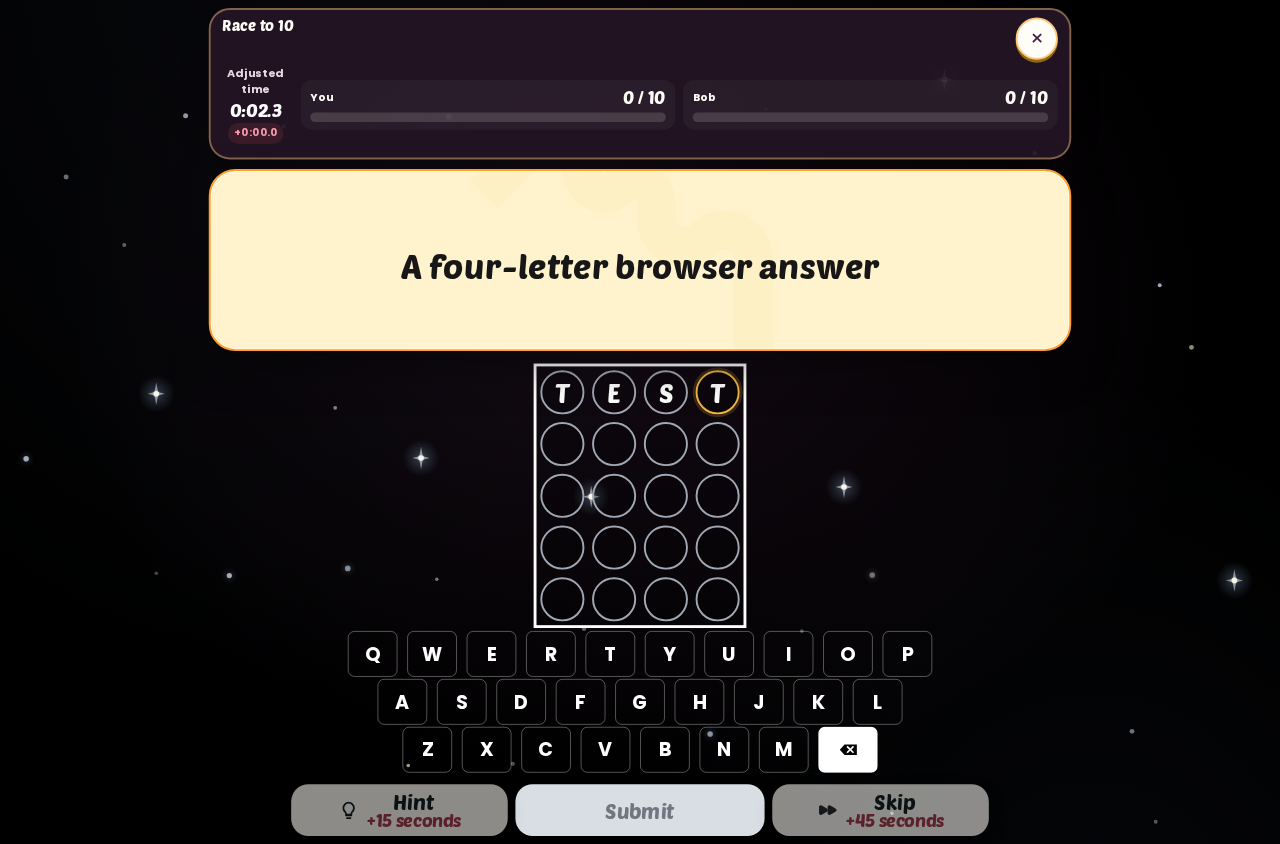 Race to 10
×
Adjusted
time
0:02.3
+0:00.0
You
0 / 10
Bob
0 / 10
A four-letter browser answer
T E S T
Q W E R T Y U I O P
A S D F G H J K L
Z X C V B N M
Hint
+15 seconds
Submit
Skip
+45 seconds